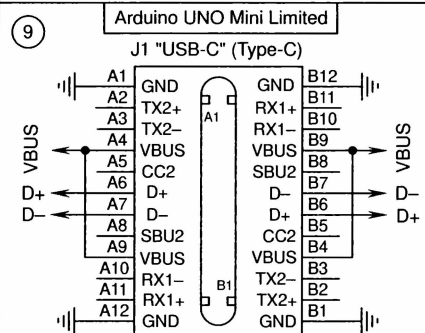 9
Arduino UNO Mini Limited
J1 "USB-C" (Type-C)
A1 GND GND B12
A2 TX2+ A1 RX1+ B11
A3 TX2– RX1– B10
VBUS A4 VBUS VBUS B9 VBUS
A5 CC2 SBU2 B8
D+ A6 D+ D– B7 D–
D– A7 D– D+ B6 D+
A8 SBU2 CC2 B5
A9 VBUS VBUS B4
A10 RX1– B1 TX2– B3
A11 RX1+ TX2+ B2
A12 GND GND B1